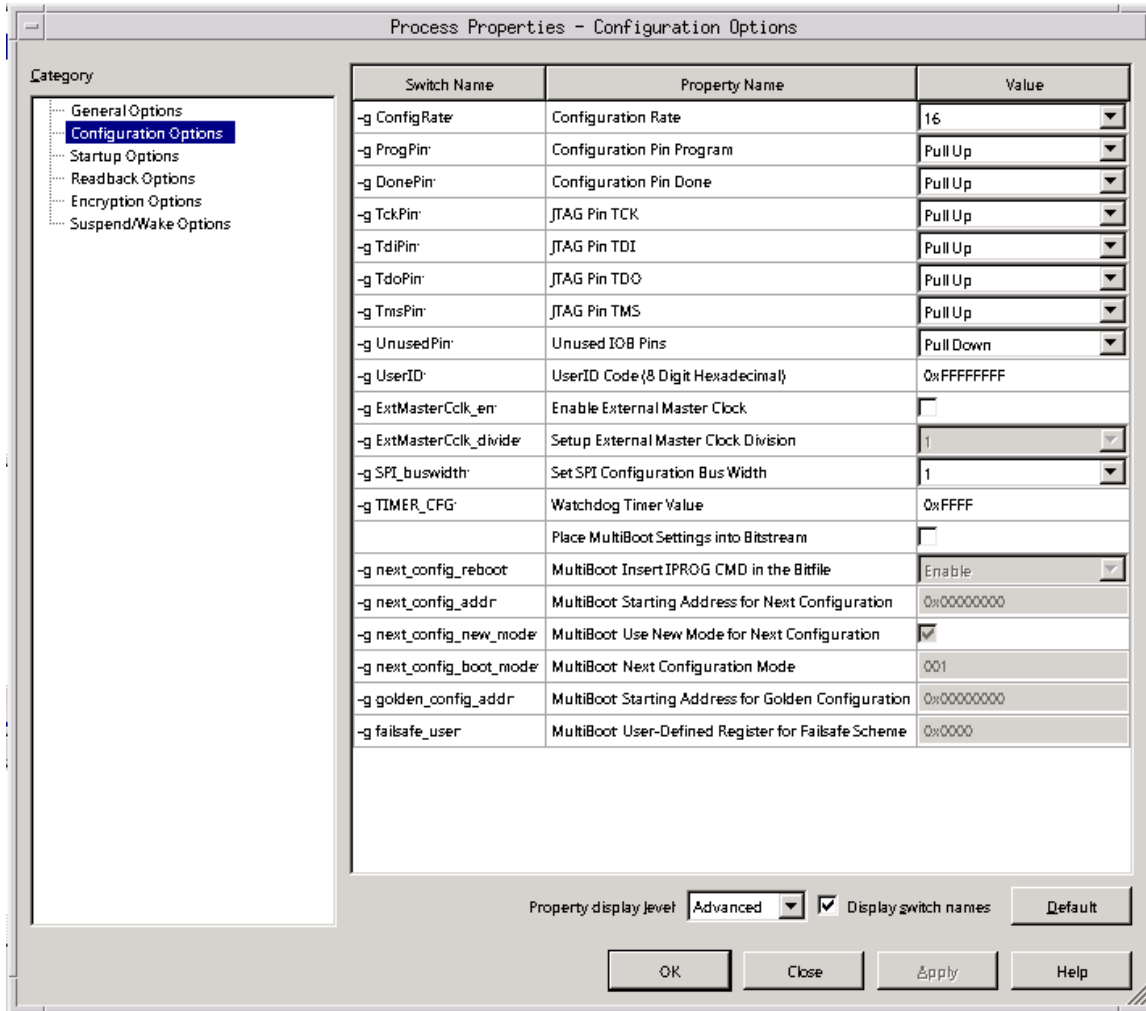 Process Properties - Configuration Options
Category
General Options
Configuration Options
Startup Options
Readback Options
Encryption Options
Suspend/Wake Options
Switch Name Property Name Value
-g ConfigRate: Configuration Rate 16
-g ProgPin: Configuration Pin Program Pull Up
-g DonePin: Configuration Pin Done Pull Up
-g TckPin: JTAG Pin TCK Pull Up
-g TdiPin: JTAG Pin TDI Pull Up
-g TdoPin: JTAG Pin TDO Pull Up
-g TmsPin: JTAG Pin TMS Pull Up
-g UnusedPin: Unused IOB Pins Pull Down
-g UserID: UserID Code (8 Digit Hexadecimal) 0xFFFFFFFF
-g ExtMasterCclk_en: Enable External Master Clock
-g ExtMasterCclk_divide: Setup External Master Clock Division 1
-g SPI_buswidth: Set SPI Configuration Bus Width 1
-g TIMER_CFG: Watchdog Timer Value 0xFFFF
Place MultiBoot Settings into Bitstream
-g next_config_reboot: MultiBoot: Insert IPROG CMD in the Bitfile Enable
-g next_config_addr: MultiBoot: Starting Address for Next Configuration 0x00000000
-g next_config_new_mode: MultiBoot: Use New Mode for Next Configuration
-g next_config_boot_mode: MultiBoot: Next Configuration Mode 001
-g golden_config_addr: MultiBoot: Starting Address for Golden Configuration 0x00000000
-g failsafe_user: MultiBoot: User-Defined Register for Failsafe Scheme 0x0000
Property display level: Advanced Display switch names Default
OK Close Apply Help